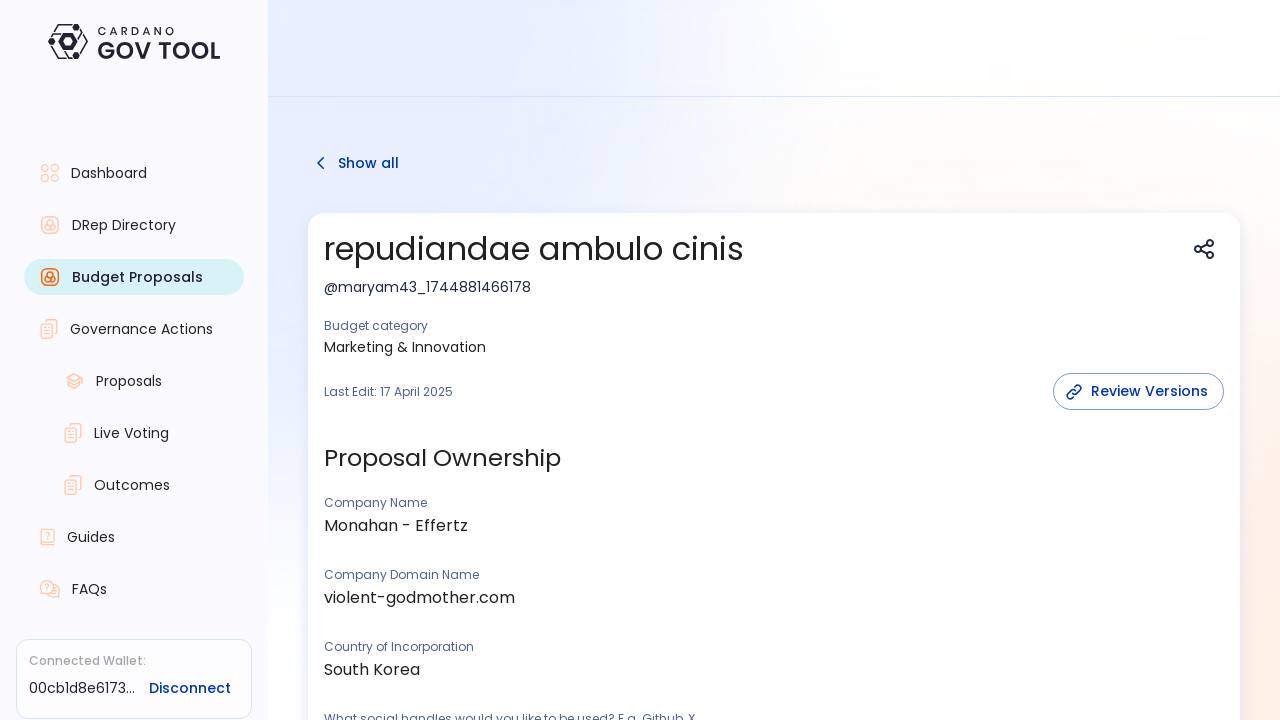 CARDANO
GOV TOOL
Dashboard
DRep Directory
Budget Proposals
Governance Actions
Proposals
Live Voting
Outcomes
Guides
FAQs
Connected Wallet:
00cb1d8e6173...
Disconnect
Show all
repudiandae ambulo cinis
@maryam43_1744881466178
Budget category
Marketing & Innovation
Last Edit: 17 April 2025
Review Versions
Proposal Ownership
Company Name
Monahan - Effertz
Company Domain Name
violent-godmother.com
Country of Incorporation
South Korea
What social handles would you like to be used? E.g. Github, X